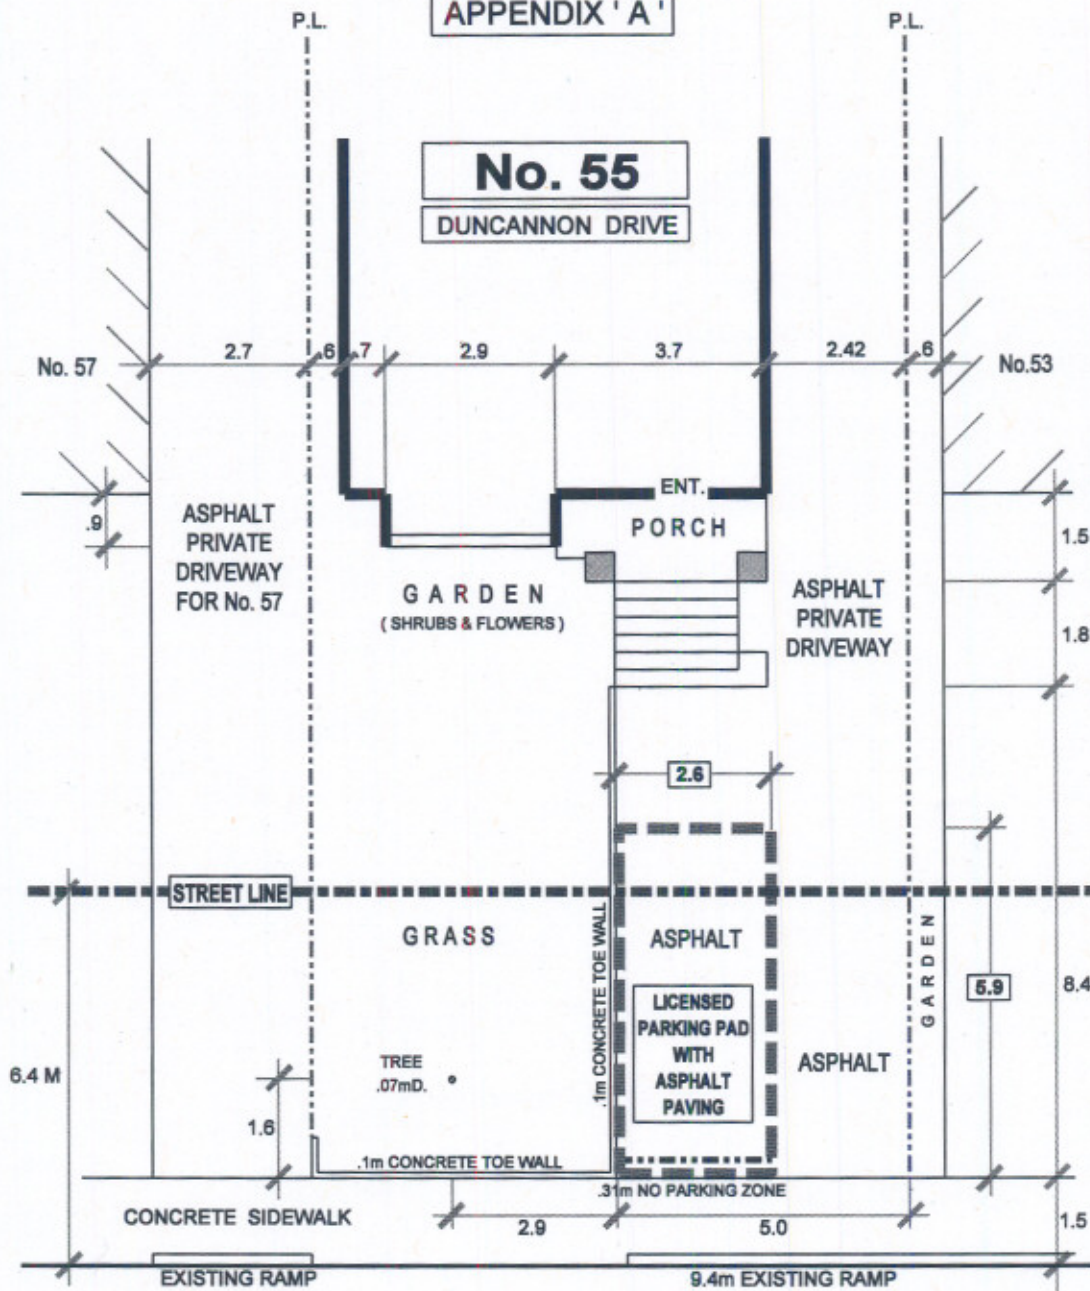 APPENDIX ' A '
P.L.
P.L.
No. 55
DUNCANNON DRIVE
2.7
.6
.7
2.9
3.7
2.42
.6
No. 57
No.53
.9
ENT.
PORCH
1.5
ASPHALT
PRIVATE
DRIVEWAY
FOR No. 57
GARDEN
( SHRUBS & FLOWERS )
ASPHALT
PRIVATE
DRIVEWAY
1.8
2.6
STREET LINE
GRASS
.1m CONCRETE TOE WALL
ASPHALT
GARDEN
LICENSED
PARKING PAD
WITH
ASPHALT
PAVING
5.9
8.4
TREE
.07mD.
ASPHALT
6.4 M
1.6
.1m CONCRETE TOE WALL
.31m NO PARKING ZONE
CONCRETE SIDEWALK
2.9
5.0
1.5
EXISTING RAMP
9.4m EXISTING RAMP